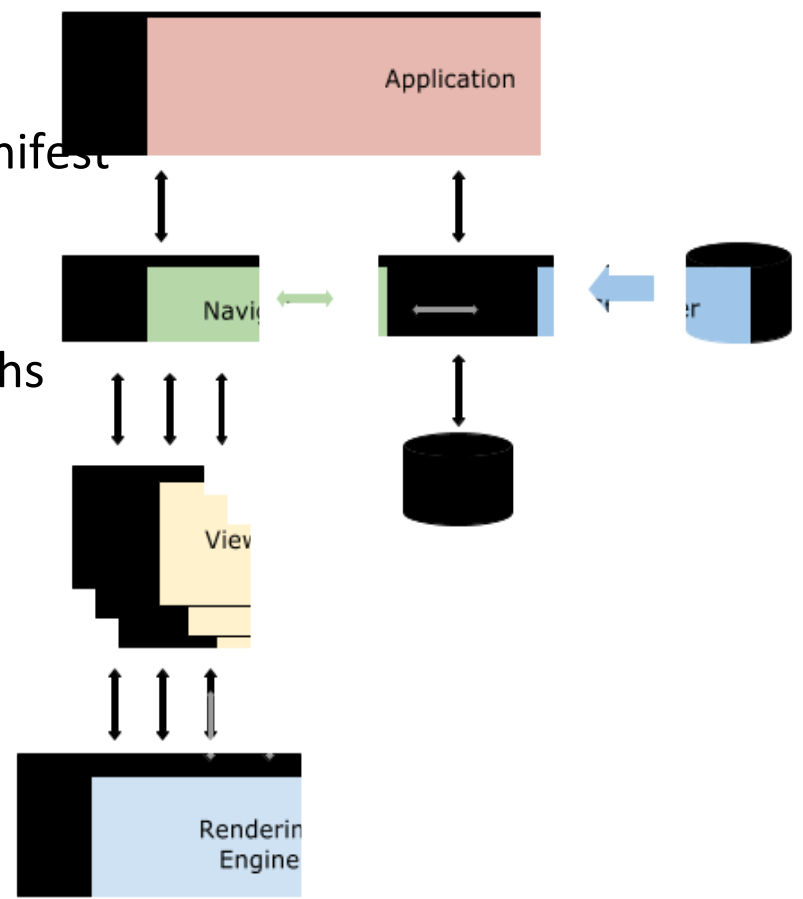 Application
nifest
Navig
er
hs
View
Renderin
Engine